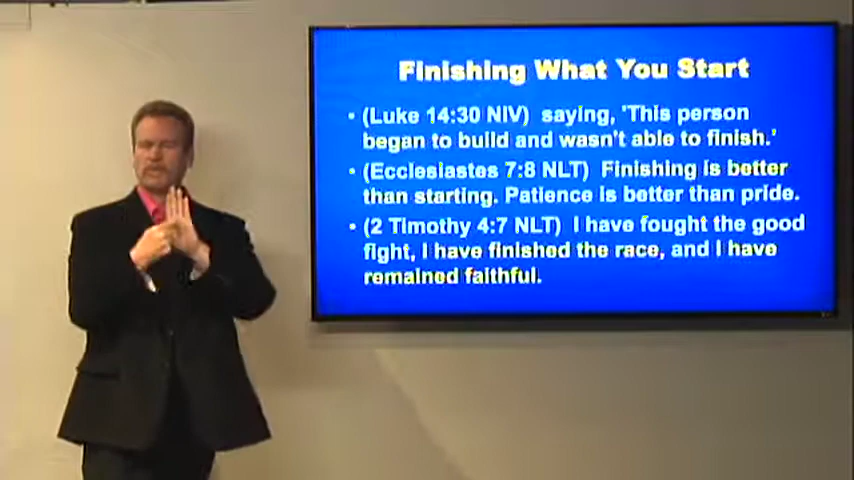 Finishing What You Start
• (Luke 14:30 NIV) saying, 'This person
began to build and wasn't able to finish.'
• (Ecclesiastes 7:8 NLT) Finishing is better
than starting. Patience is better than pride.
• (2 Timothy 4:7 NLT) I have fought the good
fight, I have finished the race, and I have
remained faithful.